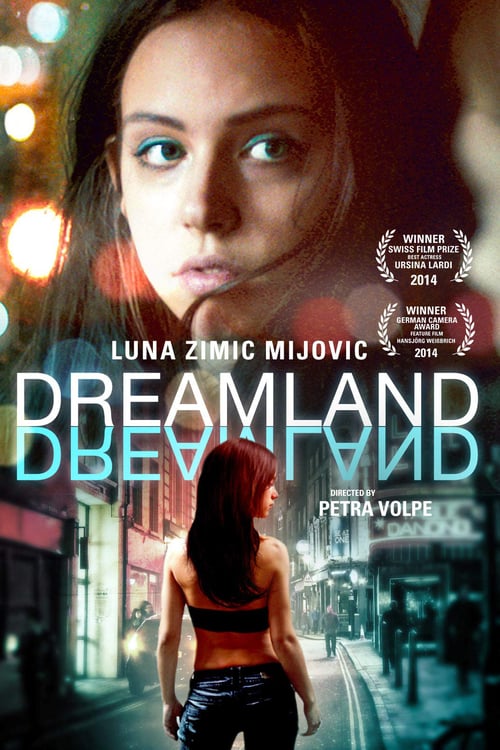 WINNER
SWISS FILM PRIZE
BEST ACTRESS
URSINA LARDI
2014
WINNER
GERMAN CAMERA
AWARD
FEATURE FILM
HANSJÖRG WEIßBRICH
2014
LUNA ZIMIC MIJOVIC
DREAMLAND
DREAMLAND
DIRECTED BY
PETRA VOLPE